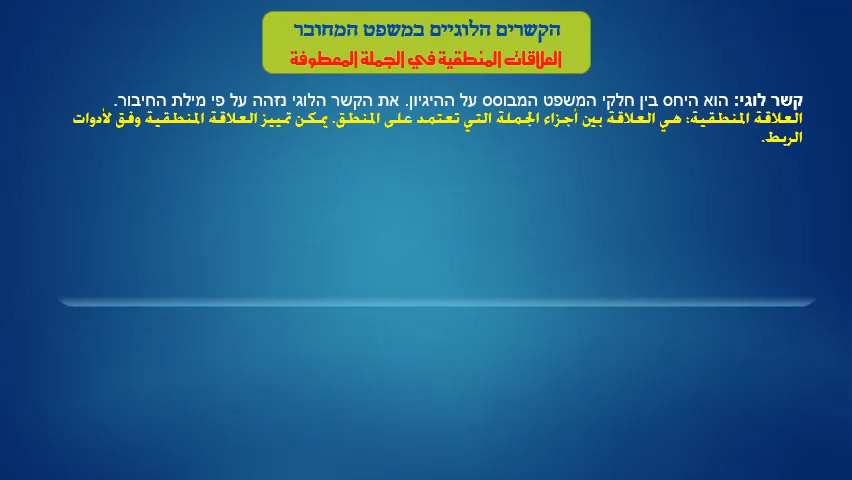 הקשרים הלוגיים במשפט המחובר
العلاقات المنطقية في الجملة المعطوفة
קשר לוגי: הוא היחס בין חלקי המשפט המבוסס על ההיגיון. את הקשר הלוגי נזהה על פי מילת החיבור.
العلاقة المنطقية: هي العلاقة بين أجزاء الجملة التي تعتمد على المنطق. يمكن تمييز العلاقة المنطقية وفق لأدوات
الربط.